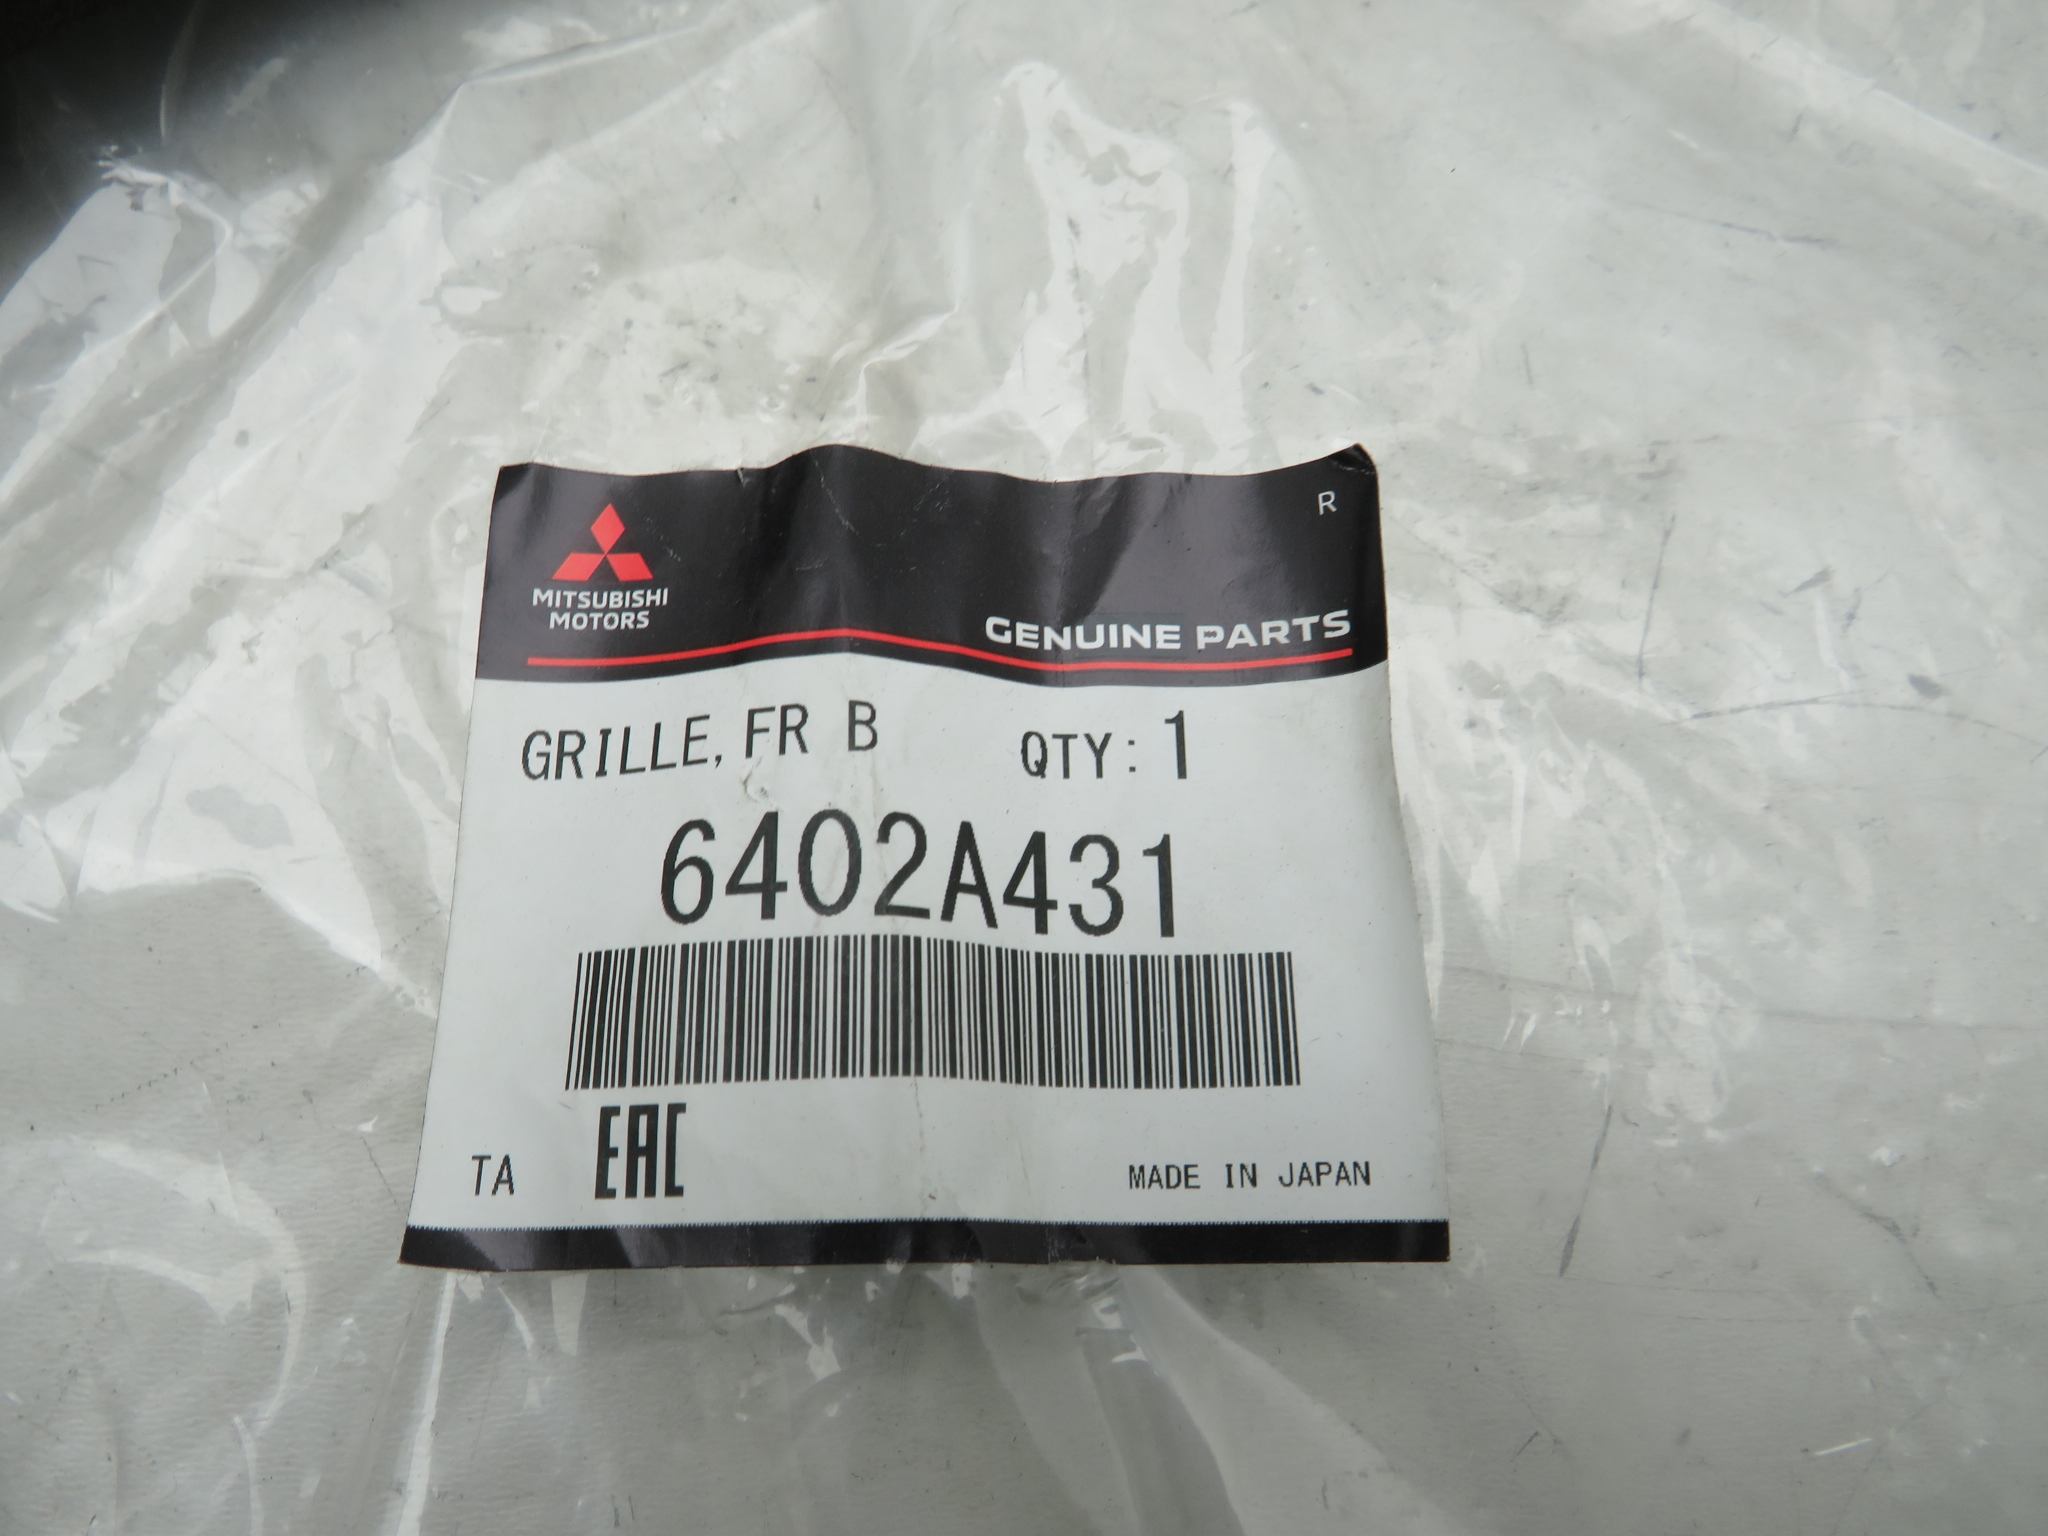 R
MITSUBISHI
MOTORS
GENUINE PARTS
GRILLE, FR B QTY: 1
6402A431
TA EAC MADE IN JAPAN